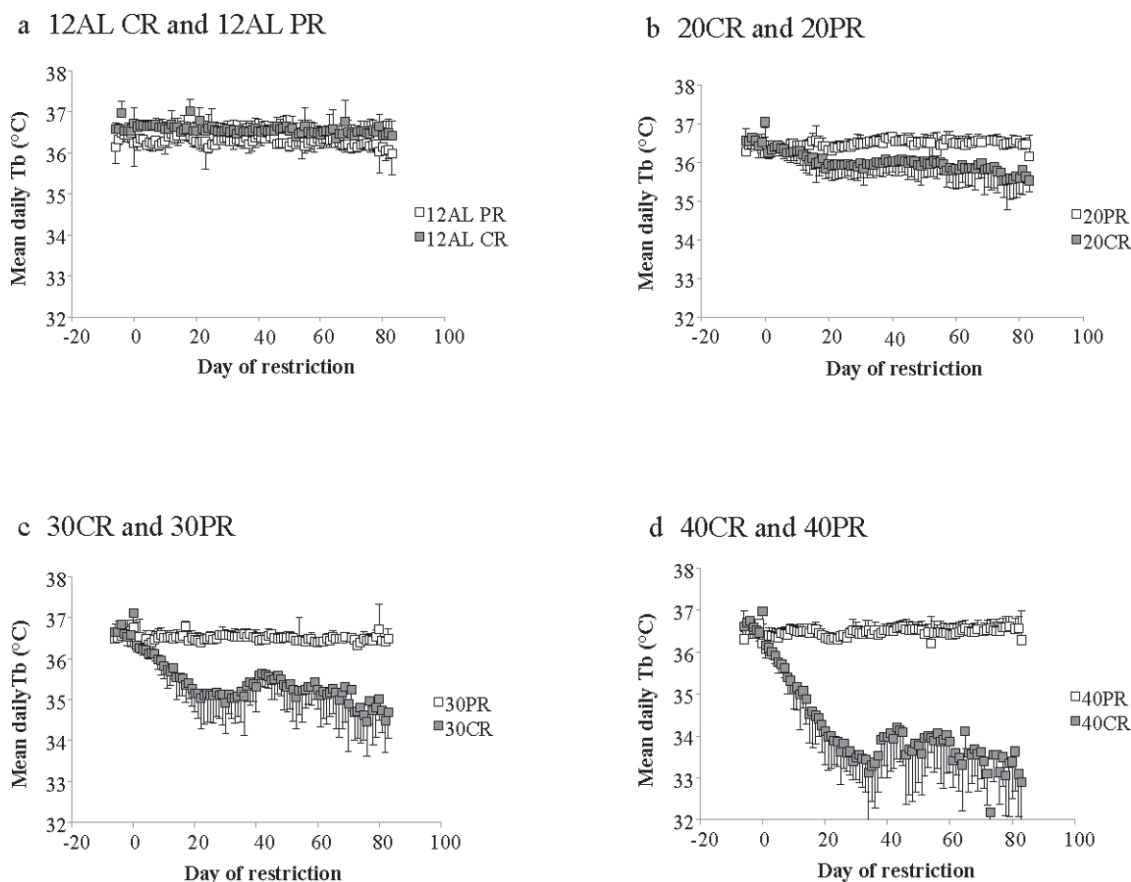 a 12AL CR and 12AL PR
Mean daily Tb (°C)
38
37
36
35
34
33
32
-20 0 20 40 60 80 100
Day of restriction
12AL PR
12AL CR
b 20CR and 20PR
Mean daily Tb (°C)
38
37
36
35
34
33
32
-20 0 20 40 60 80 100
Day of restriction
20PR
20CR
c 30CR and 30PR
Mean dailyTb (°C)
38
37
36
35
34
33
32
-20 0 20 40 60 80 100
Day of restriction
30PR
30CR
d 40CR and 40PR
Mean daily Tb (°C)
38
37
36
35
34
33
32
-20 0 20 40 60 80 100
Day of restriction
40PR
40CR